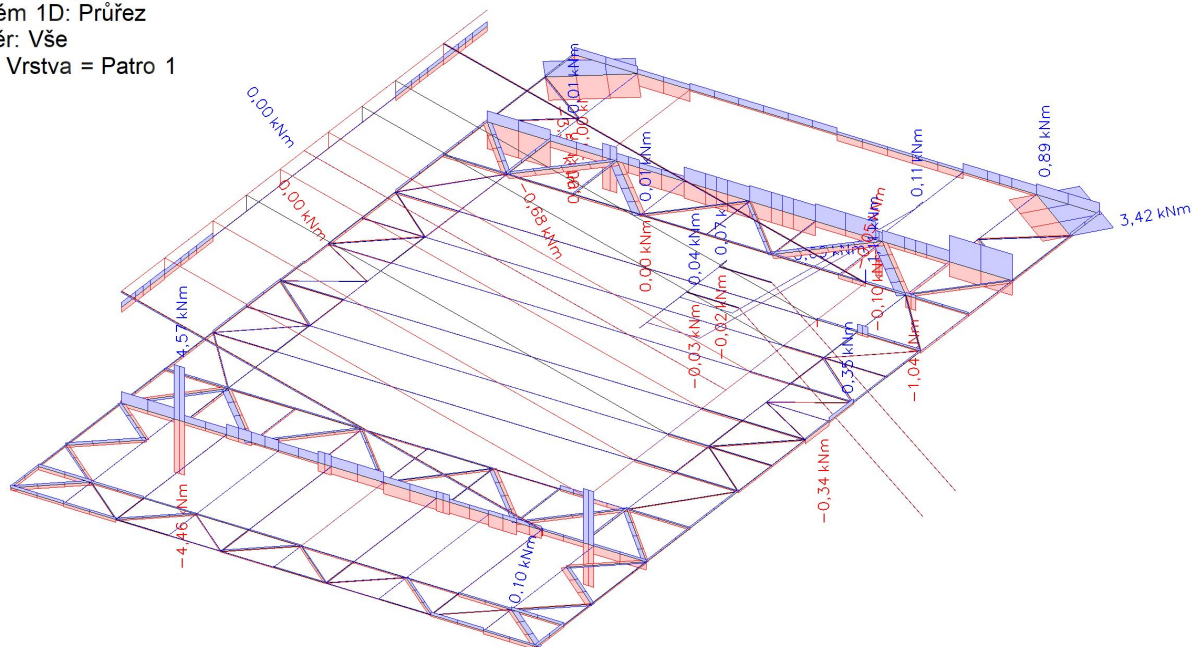 ém 1D: Průřez
ěr: Vše
Vrstva = Patro 1
0,00 kNm
0,01 kNm
0,89 kNm
0,11 kNm
3,42 kNm
0,00 kNm
0,01 kNm
−0,68 kNm
0,00 kNm
0,04 kNm
0,07
−0,10 kNm
−0,02 kNm
−0,03 kNm
4,57 kNm
0,35 kNm
−1,04 kNm
−0,34 kNm
−4,46 kNm
0,10 kNm